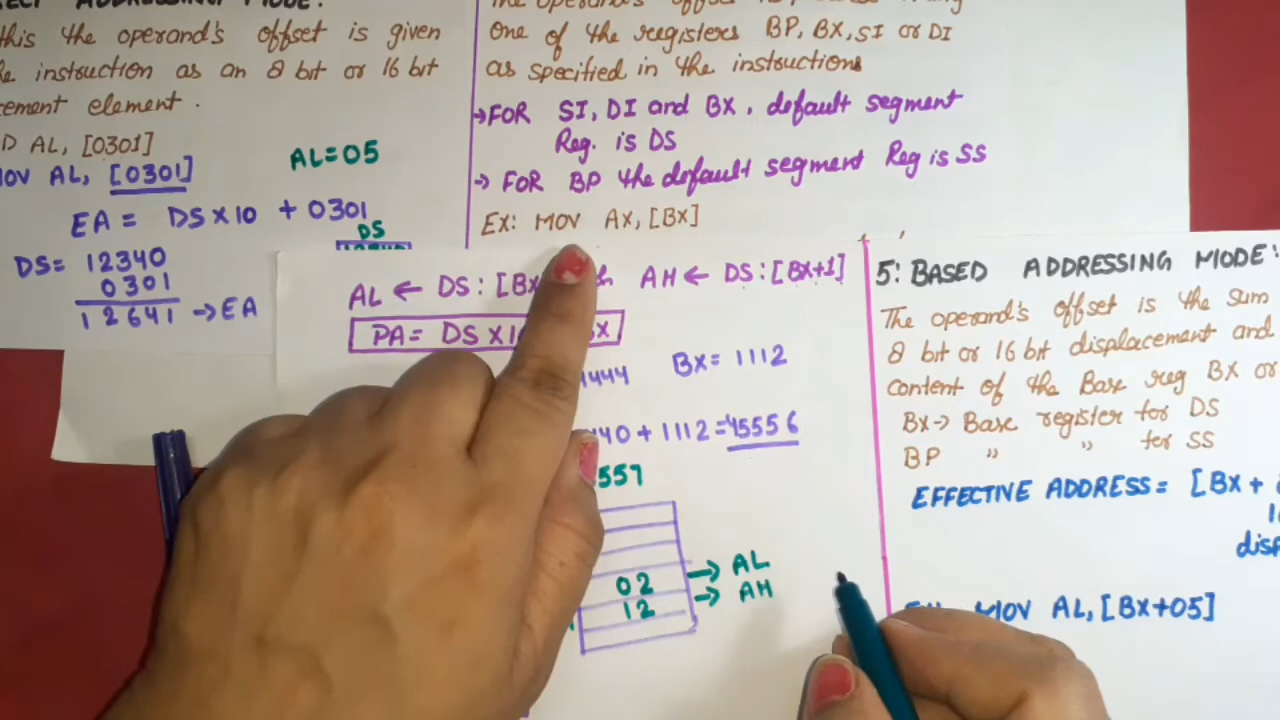 this the operand's offset is given
instruction as an 8 bit or 16 bit
element.
AL, [0301]
AL, [0301]
AL=05
EA = DS×10 + 0301
DS
DS= 12340
0301
12641 → EA
one of the registers BP, BX, SI or DI
as specified in the instructions
→FOR SI, DI and BX, default segment
Reg. is DS
→ FOR BP the default segment Reg is SS
Ex: MOV AX, [BX]
AL ← DS: [BX AH ← DS: [BX+1]
PA= DS×1
BX= 1112
+ 1112 = 45556
02 → AL
12 → AH
5: BASED ADDRESSING MODE:
The operand's offset is the sum
8 bit or 16 bit displacement and
content of the Base reg BX or
BX→ Base register for DS
BP " " for SS
EFFECTIVE ADDRESS = [BX +
MOV AL, [BX+05]